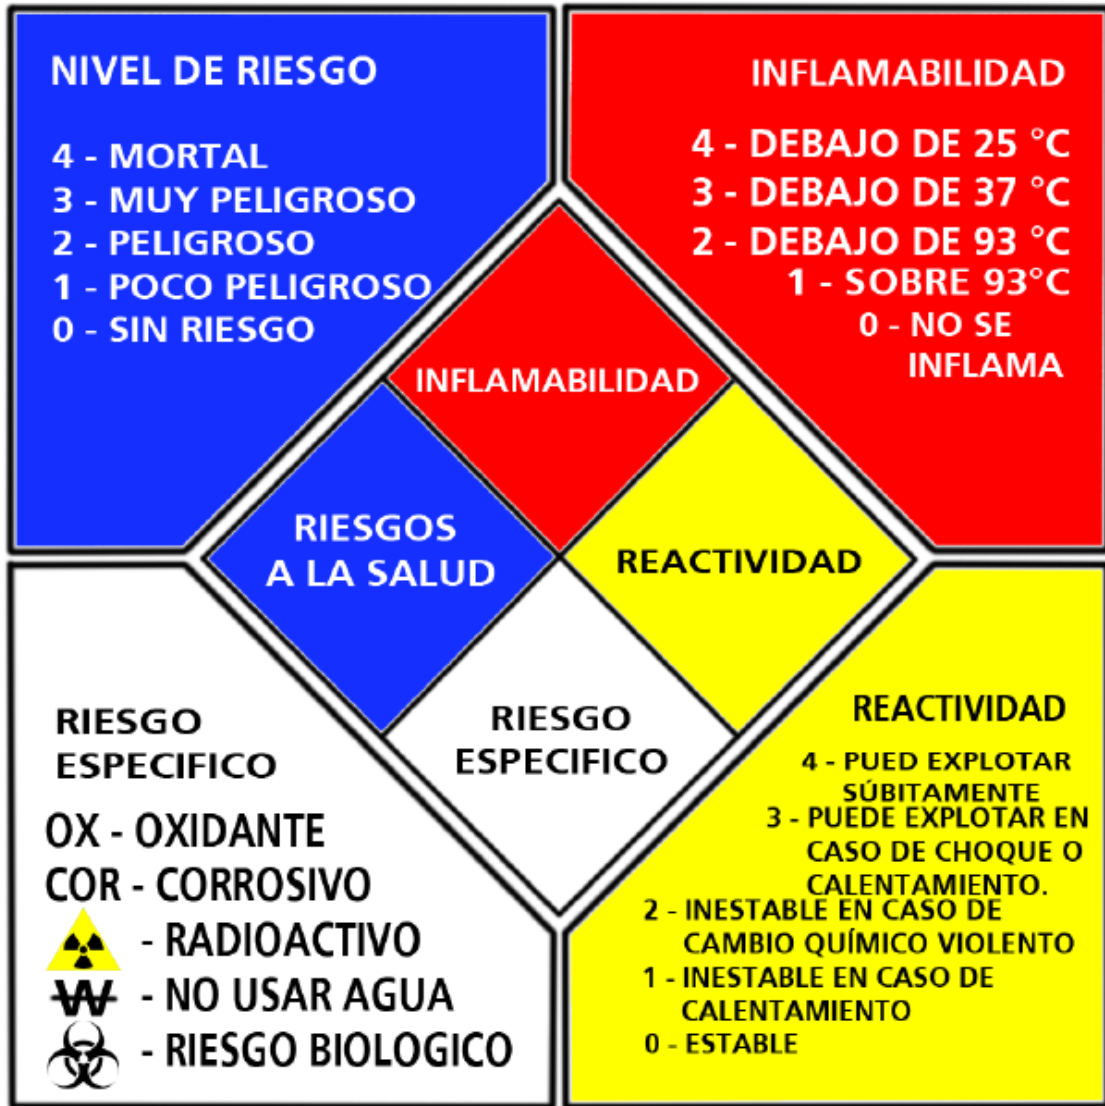 NIVEL DE RIESGO
4 - MORTAL
3 - MUY PELIGROSO
2 - PELIGROSO
1 - POCO PELIGROSO
0 - SIN RIESGO
INFLAMABILIDAD
4 - DEBAJO DE 25 °C
3 - DEBAJO DE 37 °C
2 - DEBAJO DE 93 °C
1 - SOBRE 93°C
0 - NO SE
INFLAMA
INFLAMABILIDAD
RIESGOS
A LA SALUD
REACTIVIDAD
RIESGO
ESPECIFICO
RIESGO
ESPECIFICO
OX - OXIDANTE
COR - CORROSIVO
- RADIOACTIVO
W - NO USAR AGUA
- RIESGO BIOLOGICO
REACTIVIDAD
4 - PUED EXPLOTAR
SÚBITAMENTE
3 - PUEDE EXPLOTAR EN
CASO DE CHOQUE O
CALENTAMIENTO.
2 - INESTABLE EN CASO DE
CAMBIO QUÍMICO VIOLENTO
1 - INESTABLE EN CASO DE
CALENTAMIENTO
0 - ESTABLE